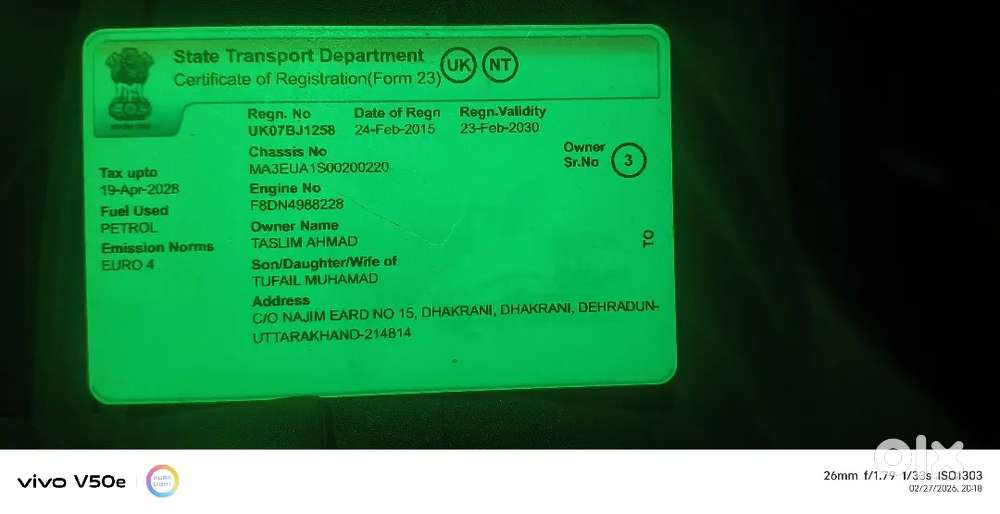 State Transport Department
Certificate of Registration(Form 23)
UK NT
Regn. No Date of Regn Regn.Validity
UK07BJ1258 24-Feb-2015 23-Feb-2030
Chassis No
MA3EUA1S00200220
Owner
Sr.No 3
Tax upto
19-Apr-2028
Engine No
F8DN4988228
Fuel Used
PETROL
Owner Name
TASLIM AHMAD
Emission Norms
EURO 4
Son/Daughter/Wife of
TUFAIL MUHAMAD
TO
Address
C/O NAJIM EARD NO 15, DHAKRANI, DHAKRANI, DEHRADUN-
UTTARAKHAND-214814
vivo V50e
AURA
LIGHT
olx
26mm f/1.79 1/33s ISO1303
02/27/2026, 20:18